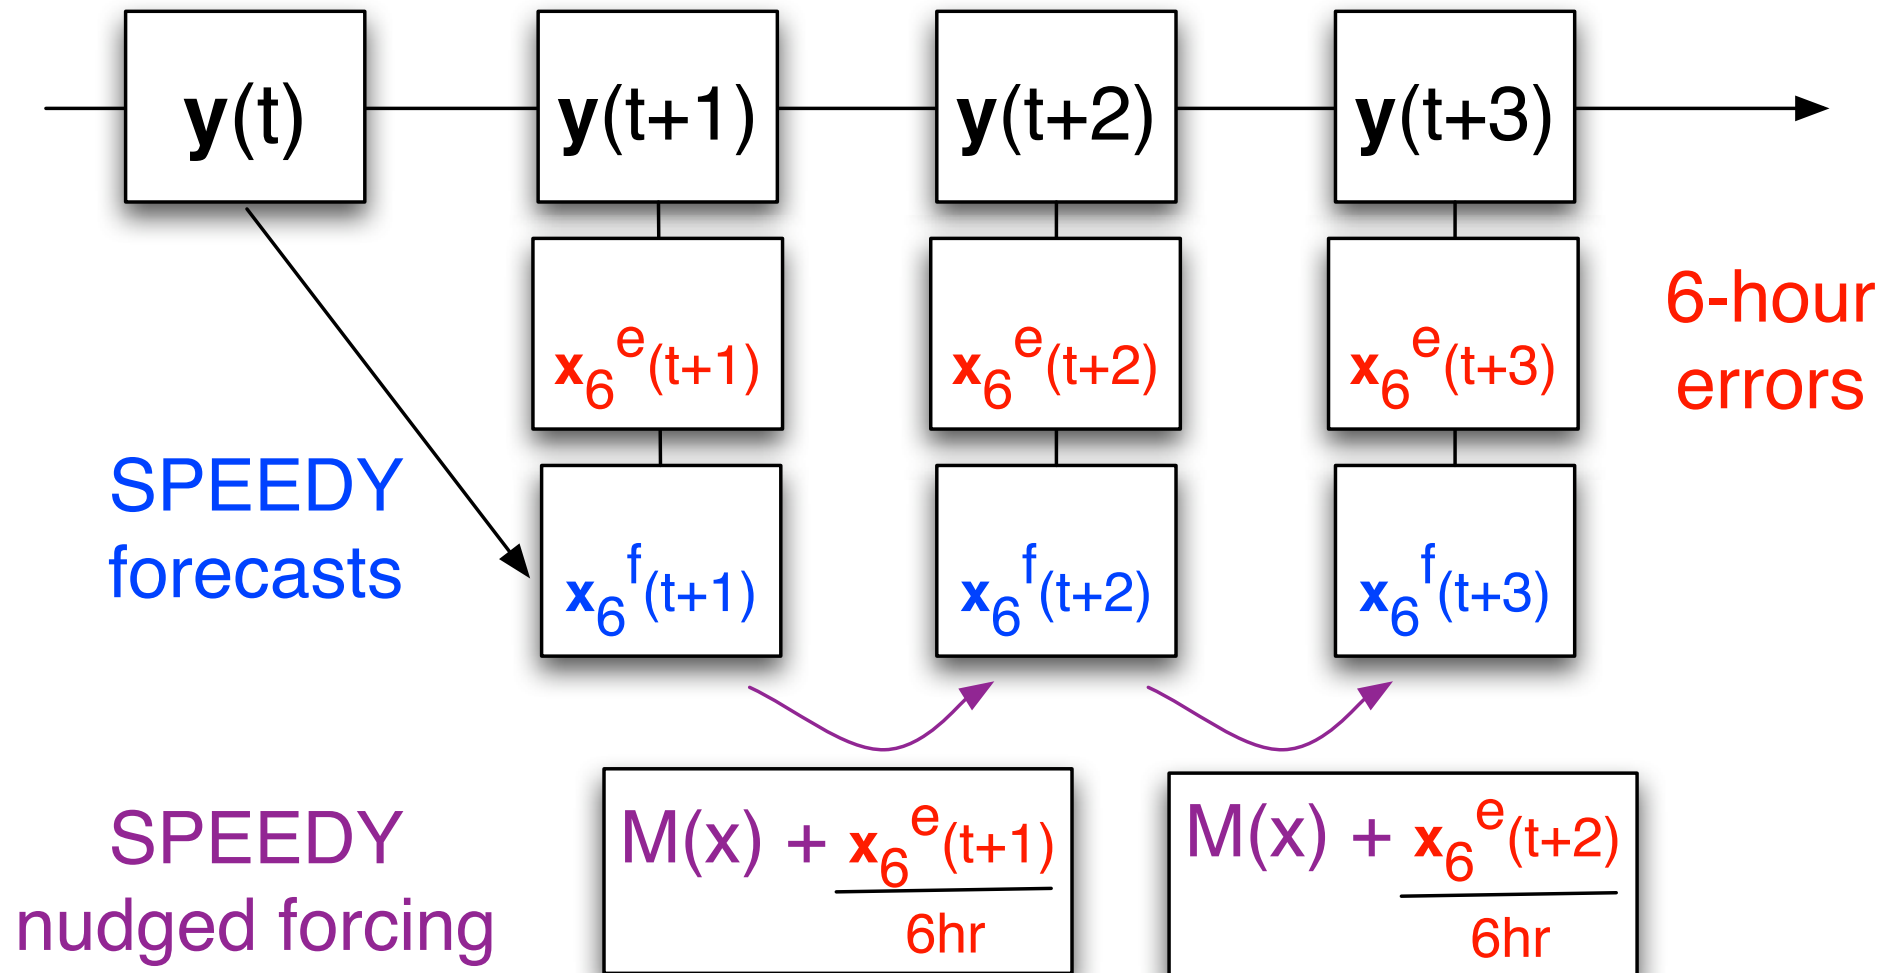 y(t) y(t+1) y(t+2) y(t+3)
x₆ᵉ(t+1) x₆ᵉ(t+2) x₆ᵉ(t+3)
6-hour
errors
SPEEDY
forecasts
x₆ᶠ(t+1) x₆ᶠ(t+2) x₆ᶠ(t+3)
SPEEDY
nudged forcing
M(x) + x₆ᵉ(t+1)
6hr
M(x) + x₆ᵉ(t+2)
6hr